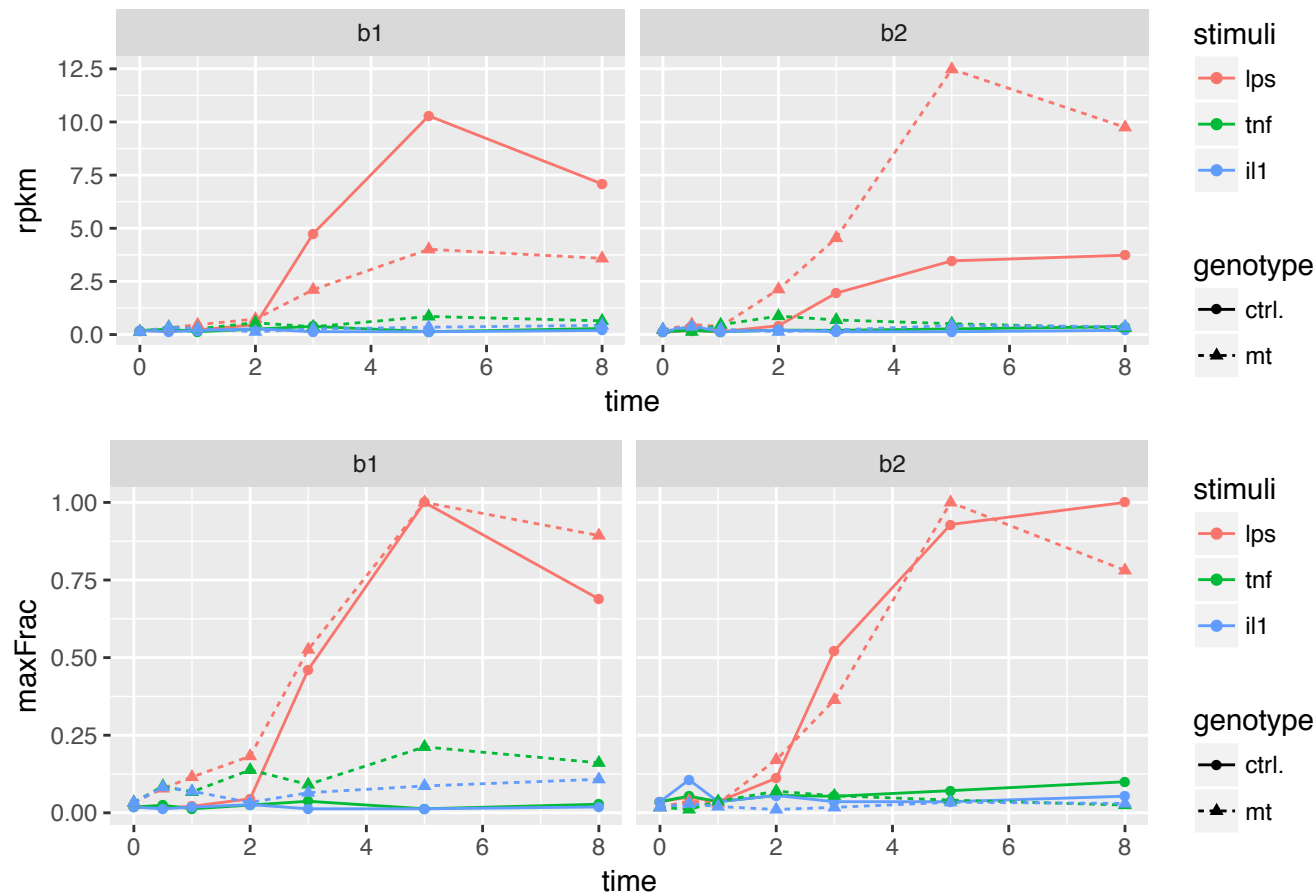 b1 b2
12.5
10.0
7.5
5.0
2.5
0.0
rpkm
0 2 4 6 8 0 2 4 6 8
time
stimuli
lps
tnf
il1
genotype
ctrl.
mt
b1 b2
1.00
0.75
0.50
0.25
0.00
maxFrac
0 2 4 6 8 0 2 4 6 8
time
stimuli
lps
tnf
il1
genotype
ctrl.
mt